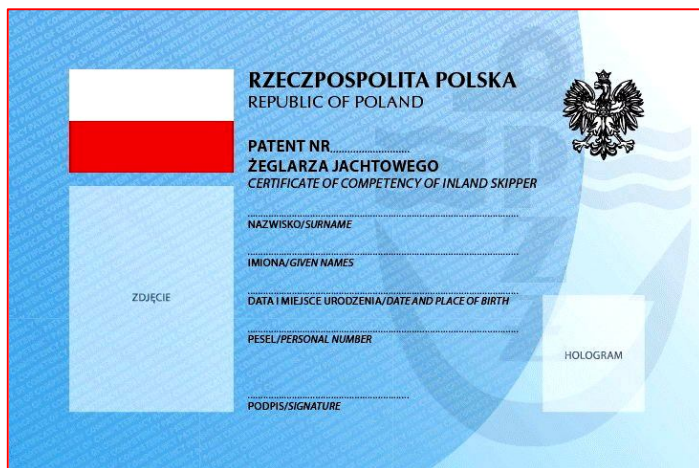 RZECZPOSPOLITA POLSKA
REPUBLIC OF POLAND
PATENT NR..............................
ŻEGLARZA JACHTOWEGO
CERTIFICATE OF COMPETENCY OF INLAND SKIPPER
NAZWISKO/SURNAME
IMIONA/GIVEN NAMES
ZDJĘCIE
DATA I MIEJSCE URODZENIA/DATE AND PLACE OF BIRTH
PESEL/PERSONAL NUMBER
HOLOGRAM
PODPIS/SIGNATURE